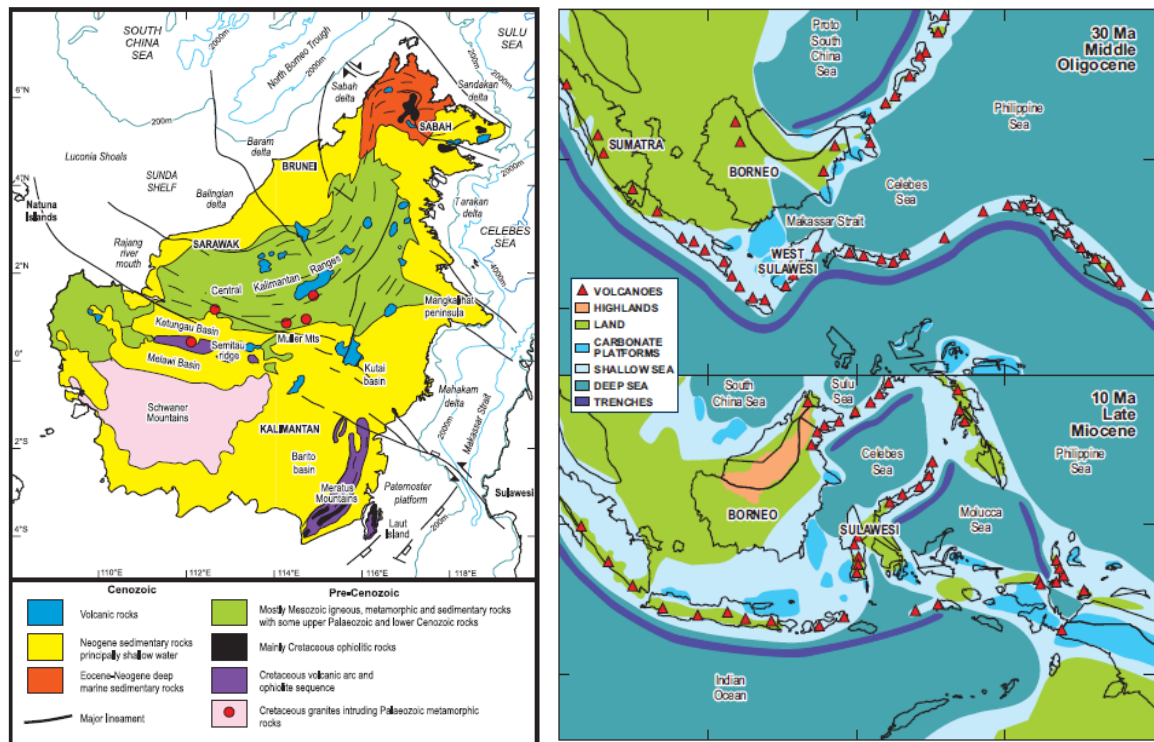 SOUTH
CHINA
SEA
SULU
SEA
2000m
North Borneo Trough
2000m
200m
2000m
Sabah
delta
Sandakan
delta
6°N
200m
SABAH
Baram
delta
BRUNEI
2000m
Luconia Shoals
SUNDA
SHELF
4°N
Balingian
delta
Tarakan
delta
Natuna
Islands
CELEBES
SEA
SARAWAK
Rajang
river
mouth
4000m
2°N
Central
Kalimantan
Ranges
Mangkalihat
peninsula
Ketungau Basin
Muller Mts
Semitau
ridge
0°
Melawi Basin
Kutai
basin
Mahakam
delta
Schwaner
Mountains
2000m
Makassar Strait
KALIMANTAN
2°S
Barito
basin
Meratus
Mountains
Paternoster
platform
Sulawesi
200m
Laut
Island
4°S
110°E
112°E
114°E
116°E
118°E
Cenozoic
Pre-Cenozoic
Volcanic rocks
Mostly Mesozoic igneous, metamorphic and sedimentary rocks
with some upper Palaeozoic and lower Cenozoic rocks
Neogene sedimentary rocks
principally shallow water
Mainly Cretaceous ophiolitic rocks
Eocene-Neogene deep
marine sedimentary rocks
Cretaceous volcanic arc and
ophiolite sequence
Major lineament
Cretaceous granites intruding Palaeozoic metamorphic
rocks
Proto
South
China
Sea
30 Ma
Middle
Oligocene
Philippine
Sea
SUMATRA
BORNEO
Celebes
Sea
Makassar Strait
WEST
SULAWESI
VOLCANOES
HIGHLANDS
LAND
CARBONATE
PLATFORMS
SHALLOW SEA
DEEP SEA
TRENCHES
South
China Sea
Sulu
Sea
10 Ma
Late
Miocene
Celebes
Sea
Philippine
Sea
BORNEO
SULAWESI
Molucca
Sea
Indian
Ocean